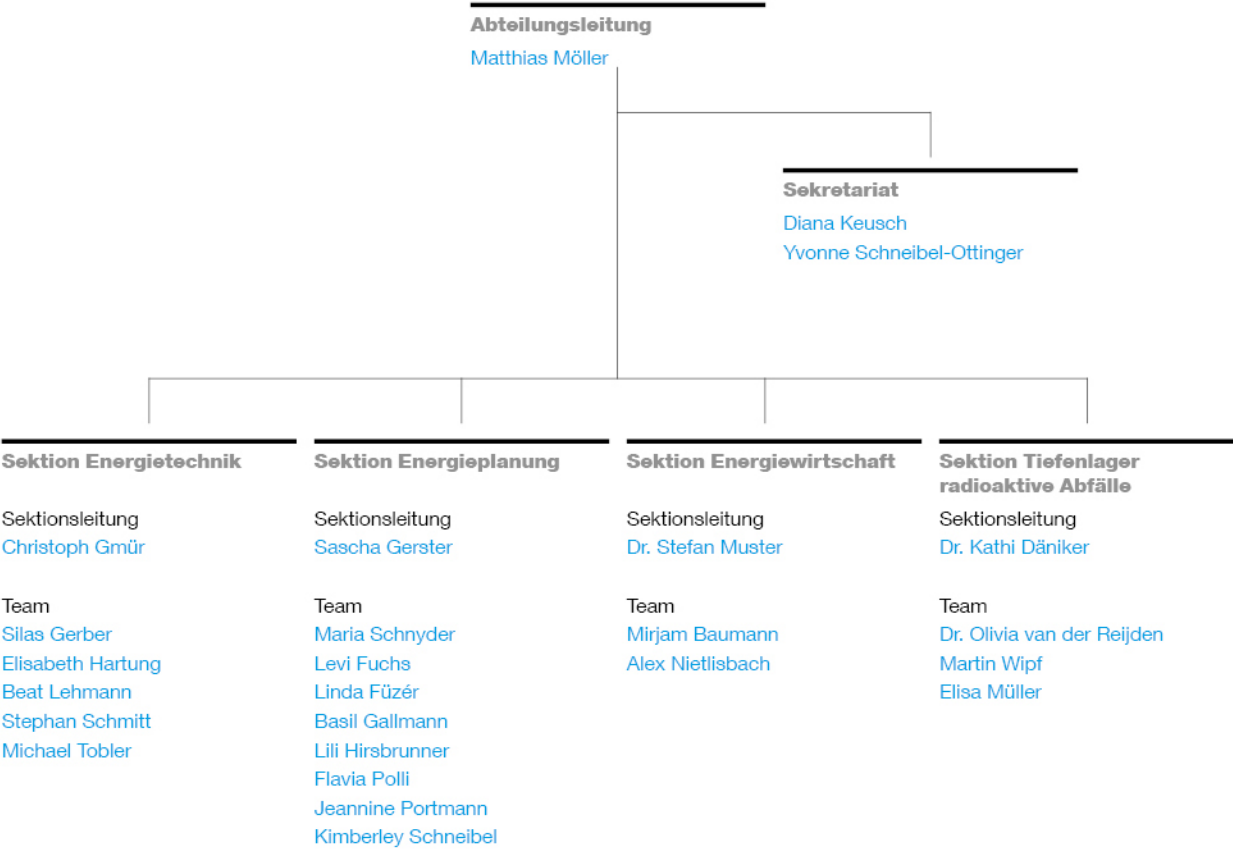 Abteilungsleitung
Matthias Möller
Sekretariat
Diana Keusch
Yvonne Schneibel-Ottinger
Sektion Energietechnik
Sektionsleitung
Christoph Gmür
Team
Silas Gerber
Elisabeth Hartung
Beat Lehmann
Stephan Schmitt
Michael Tobler
Sektion Energieplanung
Sektionsleitung
Sascha Gerster
Team
Maria Schnyder
Levi Fuchs
Linda Füzér
Basil Gallmann
Lili Hirsbrunner
Flavia Polli
Jeannine Portmann
Kimberley Schneibel
Sektion Energiewirtschaft
Sektionsleitung
Dr. Stefan Muster
Team
Mirjam Baumann
Alex Nietlisbach
Sektion Tiefenlager
radioaktive Abfälle
Sektionsleitung
Dr. Kathi Däniker
Team
Dr. Olivia van der Reijden
Martin Wipf
Elisa Müller